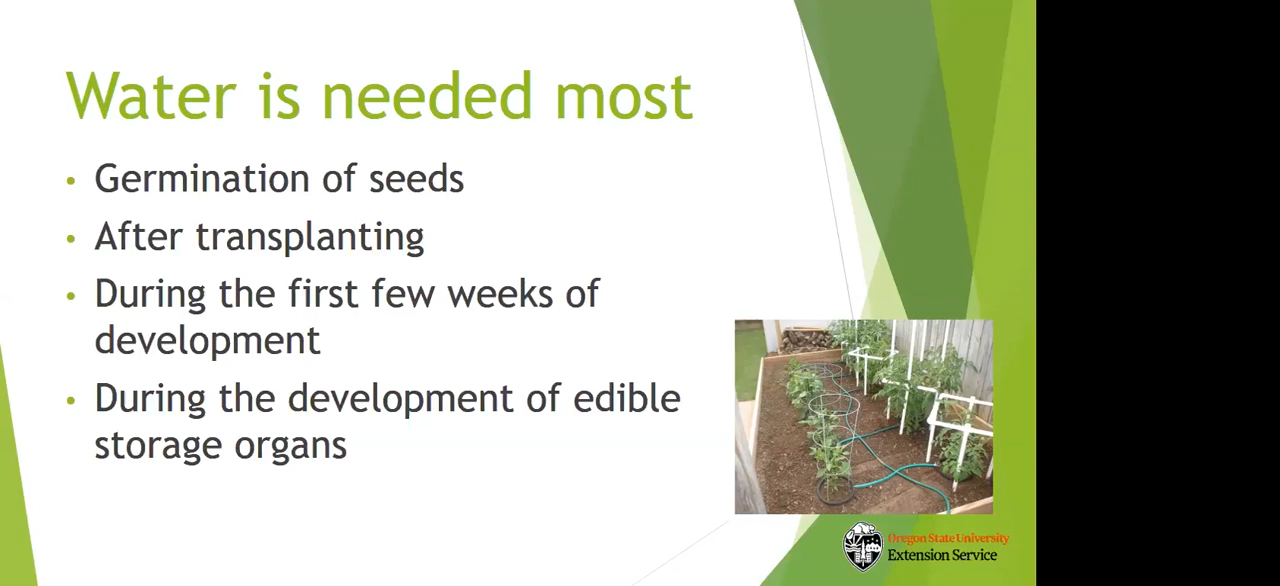 Water is needed most
• Germination of seeds
• After transplanting
• During the first few weeks of
development
• During the development of edible
storage organs
Oregon State University
Extension Service